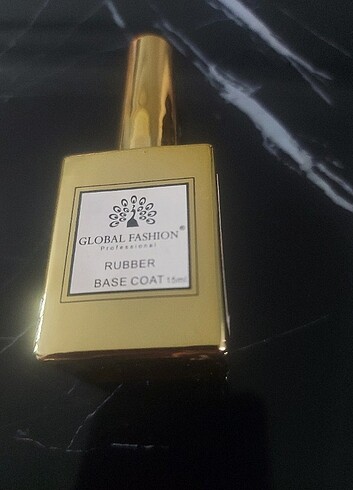 GLOBAL FASHION®
Professional
RUBBER
BASE COAT 15ml